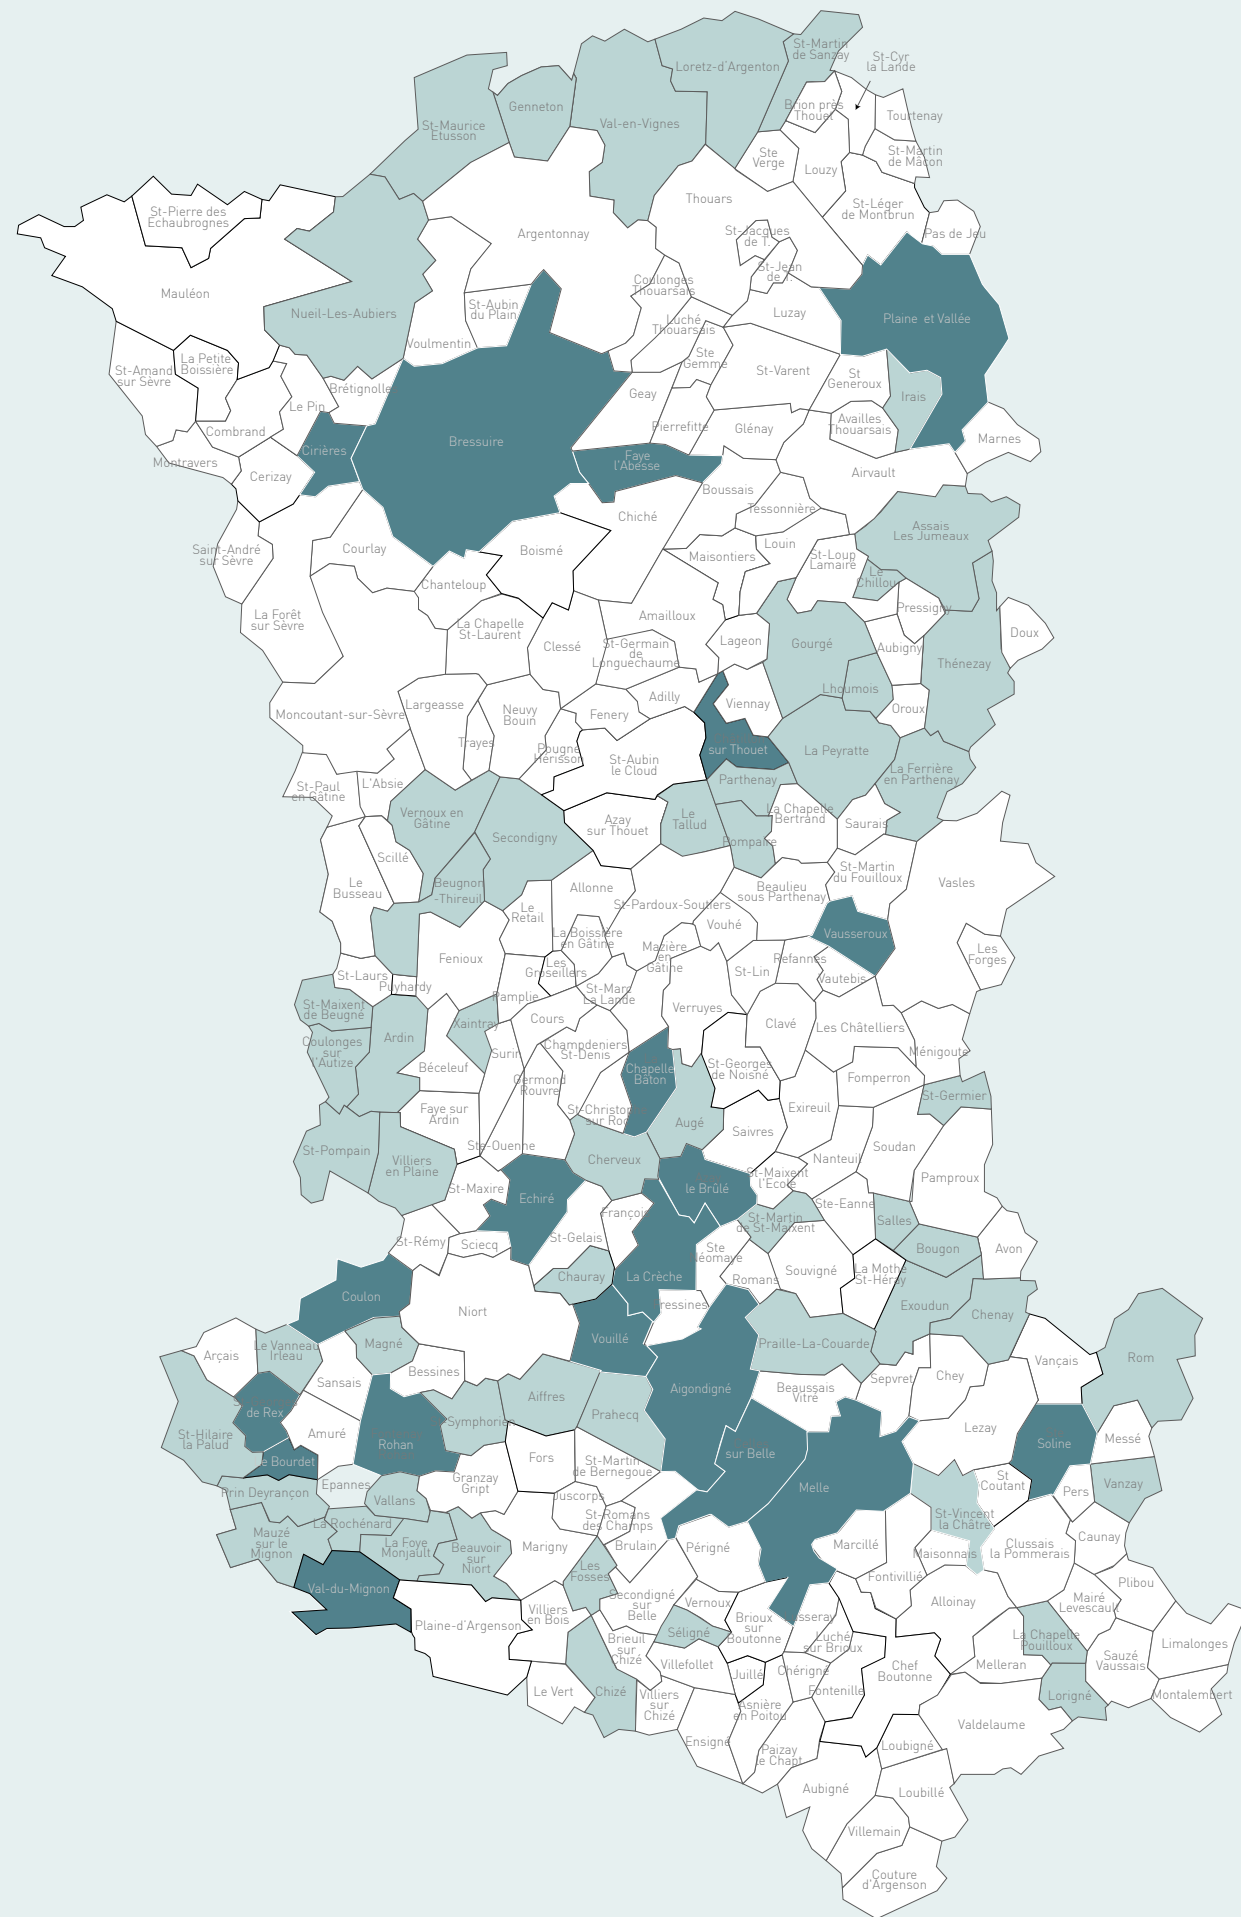 St-Martin
de Sanzay
St-Cyr
la Lande
Loretz-d'Argenton
Genneton
Val-en-Vignes
St-Maurice
Etusson
Brion près
Thouet
Tourtenay
St-Martin
de Mâcon
Ste
Verge
Louzy
Thouars
St-Léger
de Montbrun
St-Pierre des
Echaubrognes
Argentonnay
St-Jacques
de T.
Pas de Jeu
St-Jean
de T.
Mauléon
Coulonges
Thouarsais
Nueil-Les-Aubiers
St-Aubin
du Plain
Luzay
Plaine et Vallée
Luché
Thouarsais
Voulmentin
La Petite
Boissière
Ste
Gemme
St-Amand
sur Sèvre
St-Varent
St
Generoux
Brétignolle
Geay
Irais
Le Pin
Pierrefitte
Glénay
Availles
Thouarsais
Combrand
Marnes
Cirières
Bressuire
Faye
l'Abesse
Montravers
Cerizay
Airvault
Boussais
Tessonnière
Chiché
Assais
Les Jumeaux
Saint-André
sur Sèvre
Courlay
Boismé
Maisontiers
Louin
St-Loup
Lamairé
Le
Chillou
Chanteloup
Pressigny
La Forêt
sur Sèvre
La Chapelle
St-Laurent
Amailloux
Clessé
St-Germain
de
Longuechaume
Lageon
Gourgé
Aubigny
Doux
Thénezay
Lhoumois
Adilly
Viennay
Moncoutant-sur-Sèvre
Largeasse
Neuvy
Bouin
Fenery
Oroux
Trayes
Pougne
Hérisson
St-Aubin
le Cloud
sur Thouet
La Peyratte
La Ferrière
en Parthenay
Parthenay
St-Paul
en Gâtine
L'Absie
Vernoux en
Gâtine
Secondigny
Azay
sur Thouet
Le
Tallud
La Chapelle
Bertrand
Saurais
Pompaire
Scillé
Le
Busseau
Beugnon
-Thireuil
Allonne
St-Martin
du Fouilloux
Beaulieu
sous Parthenay
Vasles
Le
Retail
St-Pardoux-Soutiers
Vouhé
La Boissière
en Gâtine
Vausseroux
Mazière
en
Gâtine
Les
Forges
Fenioux
Les
Groseillers
St-Lin
Refannes
Vautebis
St-Laurs
Puyhardy
Pamplie
St-Marc
La Lande
St-Maixent
de Beugné
Verruyes
Xaintray
Cours
Clavé
Les Châtelliers
Ardin
Coulonges
sur
l'Autize
Surin
Champdeniers
St-Denis
Ménigoute
Béceleuf
Germond
Rouvre
Chapelle
Bâton
St-Georges
de Noisné
Fomperron
St-Germier
Faye sur
Ardin
St-Christophe
sur Roc
Augé
Exireuil
Saivres
Soudan
St-Pompain
Villiers
en Plaine
Ste-Ouenne
Cherveux
Nanteuil
Pamproux
St-Maxire
Echiré
le Brûlé
St-Maixent
l'Ecole
Ste-Eanne
François
St-Martin
de St-Maixent
Salles
St-Rémy
Sciecq
St-Gelais
Ste
Néomaye
Bougon
Avon
Chauray
La Crèche
Romans
Souvigné
La Mothe
St-Héray
Coulon
Niort
Vouillé
Fressines
Exoudun
Chenay
Arçais
Le Vanneau
Irleau
Magné
Praille-La-Couarde
Vançais
Rom
Bessines
Sansais
Aigondigné
Beaussais
Vitré
Sepvret
Chey
Aiffres
Prahecq
de Rex
Symphorien
Lezay
St-Hilaire
la Palud
Amuré
Rohan
sur Belle
Messé
Soline
Fors
St-Martin
de Bernegoue
Granzay
Gript
Melle
St
Coutant
Pers
Vanzay
Prin Deyrançon
Epannes
Vallans
Juscorps
St-Romans
des Champs
St-Vincent
la Châtre
La Rochénard
Mauzé
sur le
Mignon
La Foye
Monjault
Beauvoir
sur
Niort
Marigny
Brulain
Périgné
Marcillé
Maisonnais
Clussais
la Pommerais
Caunay
Les
Fosses
Fontivillié
Val-du-Mignon
Plibou
Plaine-d'Argenson
Villiers
en Bois
Secondigné
sur
Belle
Vernoux
Brioux
sur
Boutonne
Alloinay
Mairé
Levescault
Séligné
Luché
sur Brioux
La Chapelle
Pouilloux
Limalonges
Brieuil
sur
Chizé
Villefollet
Juillé
Chérigné
Chef
Boutonne
Melleran
Sauzé
Vaussais
Le Vert
Chizé
Villiers
sur
Chizé
Fontenille
Asnière
en Poitou
Lorigné
Montalembert
Ensigné
Paizay
le Chapt
Loubigné
Valdelaume
Aubigné
Loubillé
Villemain
Couture
d'Argenson